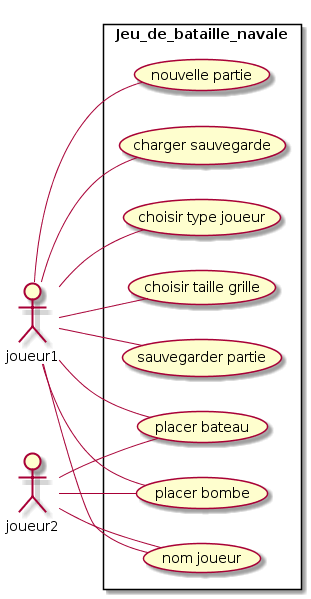 Jeu_de_bataille_navale
nouvelle partie
charger sauvegarde
choisir type joueur
choisir taille grille
joueur1
sauvegarder partie
placer bateau
placer bombe
joueur2
nom joueur